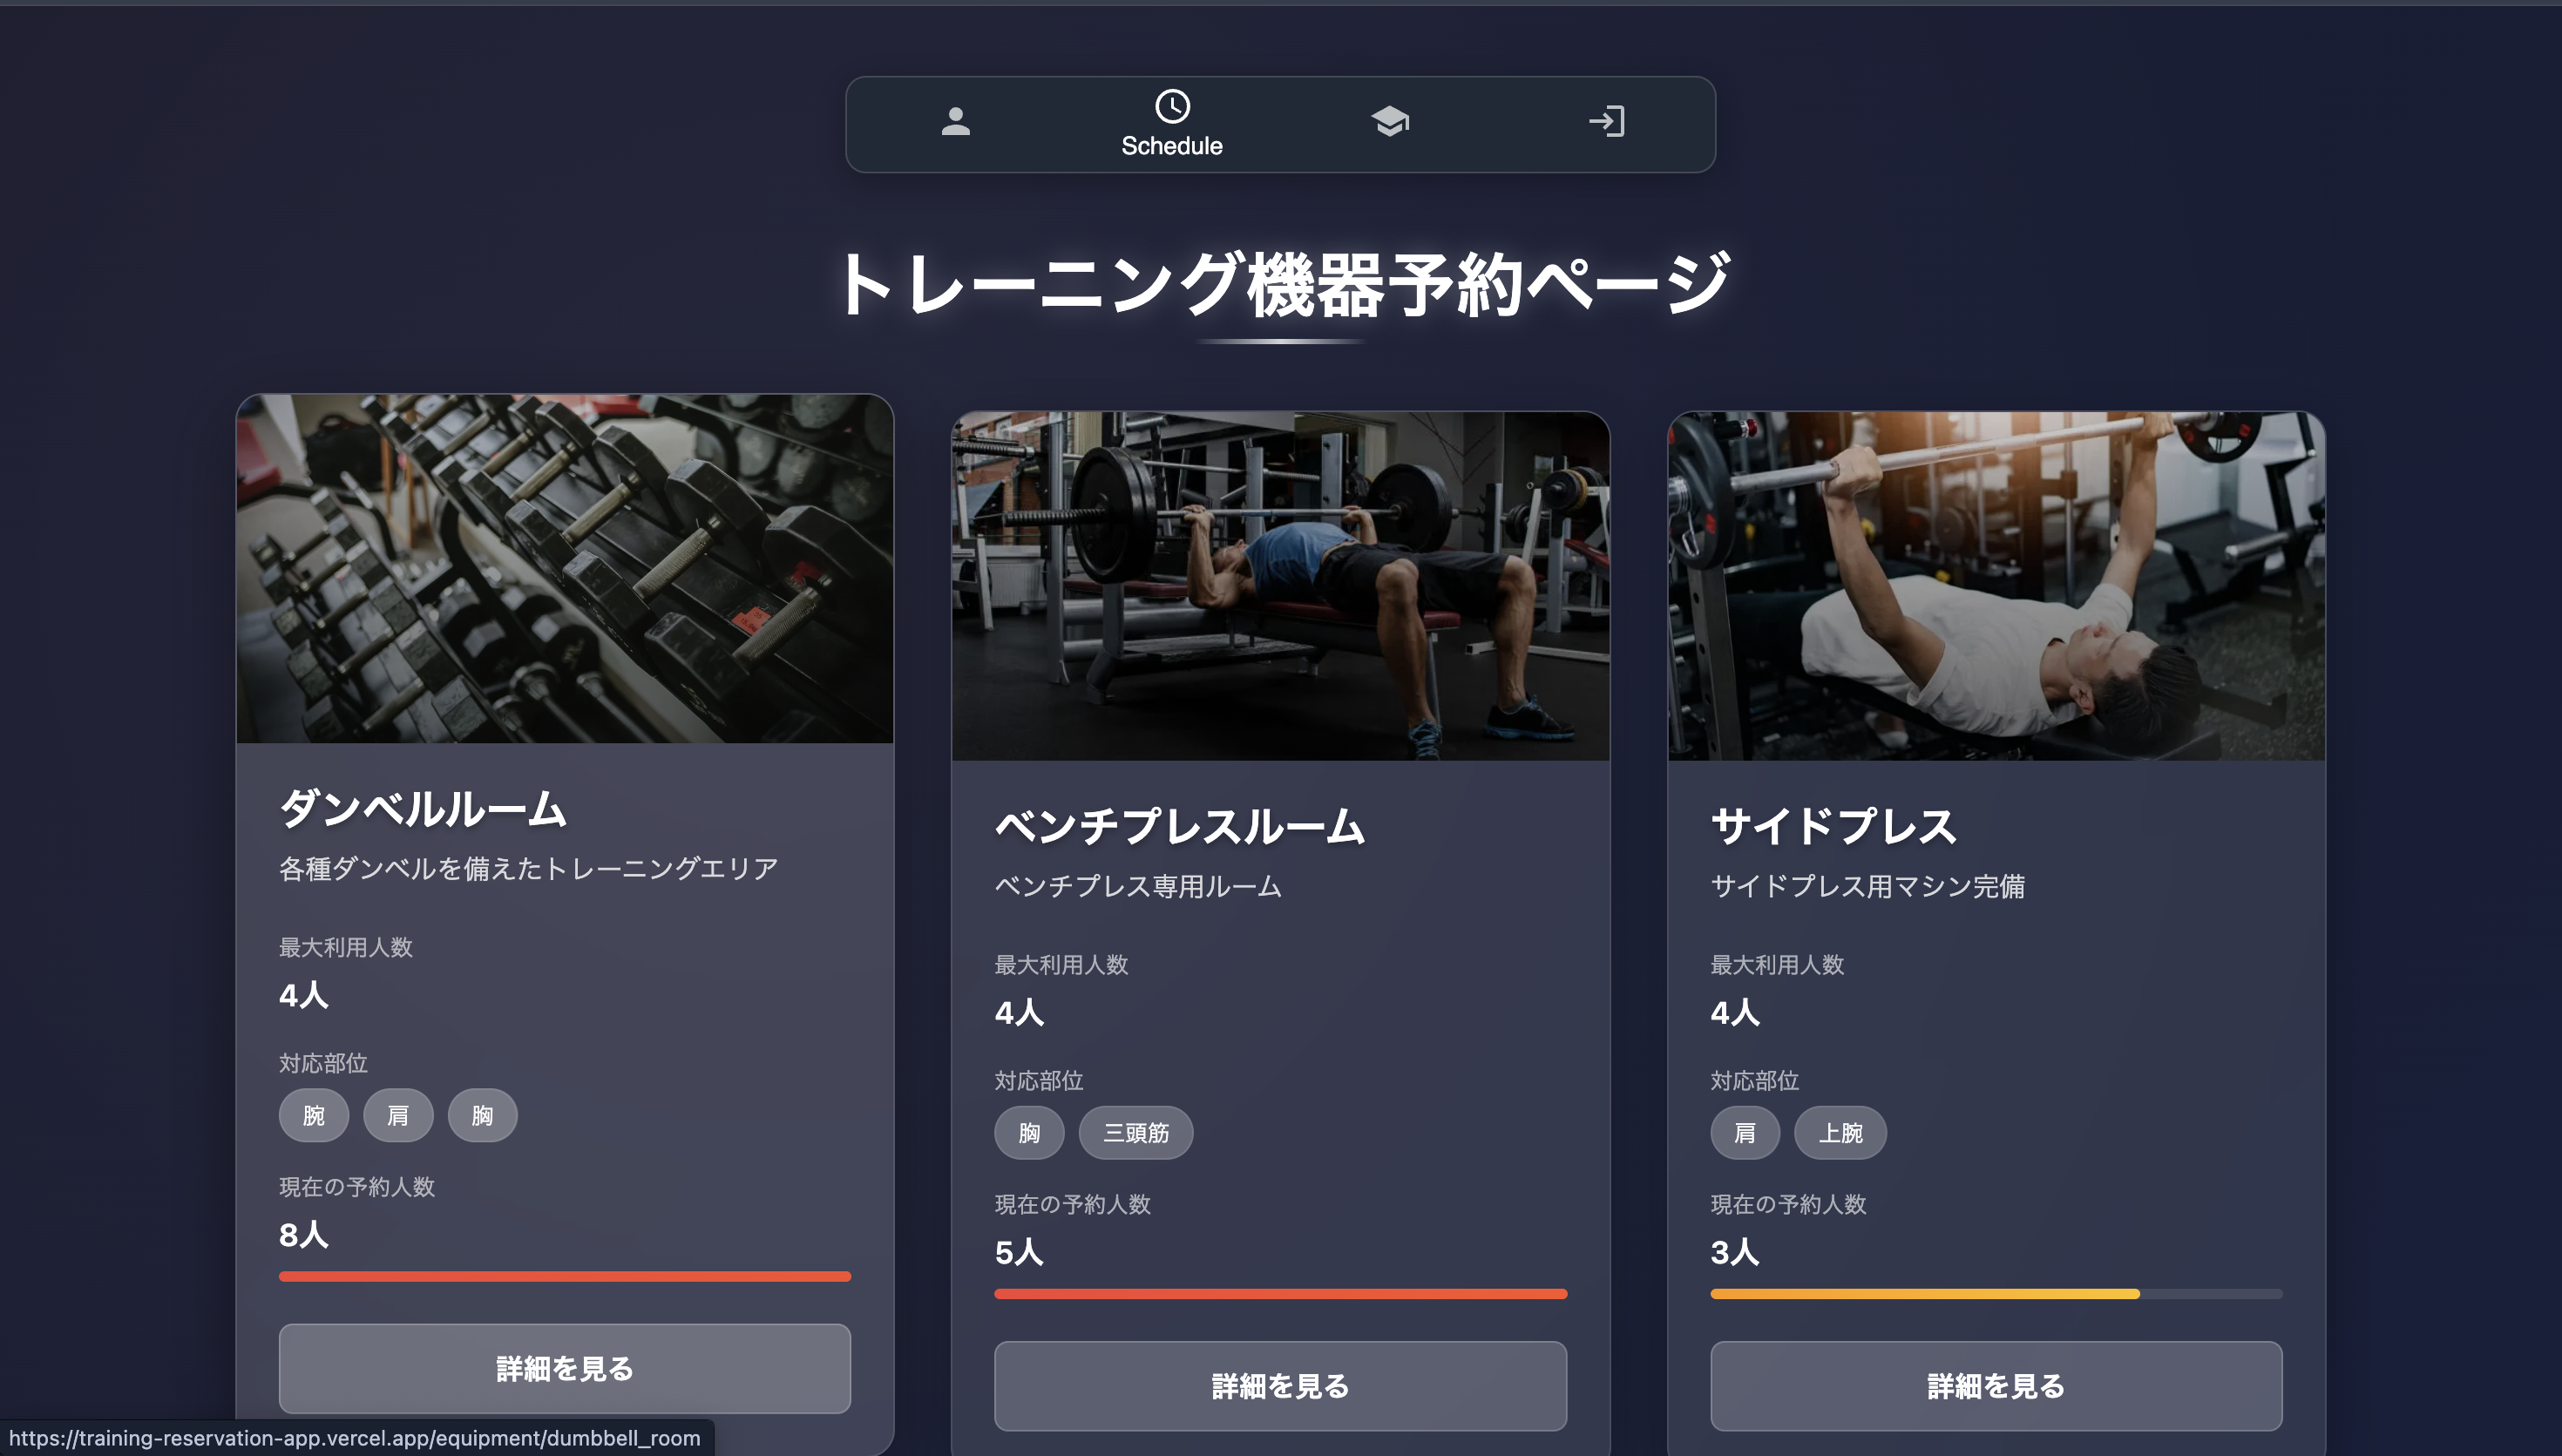 Schedule
トレーニング機器予約ページ
ダンベルルーム
各種ダンベルを備えたトレーニングエリア
最大利用人数
4人
対応部位
腕 肩 胸
現在の予約人数
8人
詳細を見る
ベンチプレスルーム
ベンチプレス専用ルーム
最大利用人数
4人
対応部位
胸 三頭筋
現在の予約人数
5人
詳細を見る
サイドプレス
サイドプレス用マシン完備
最大利用人数
4人
対応部位
肩 上腕
現在の予約人数
3人
詳細を見る
https://training-reservation-app.vercel.app/equipment/dumbbell_room